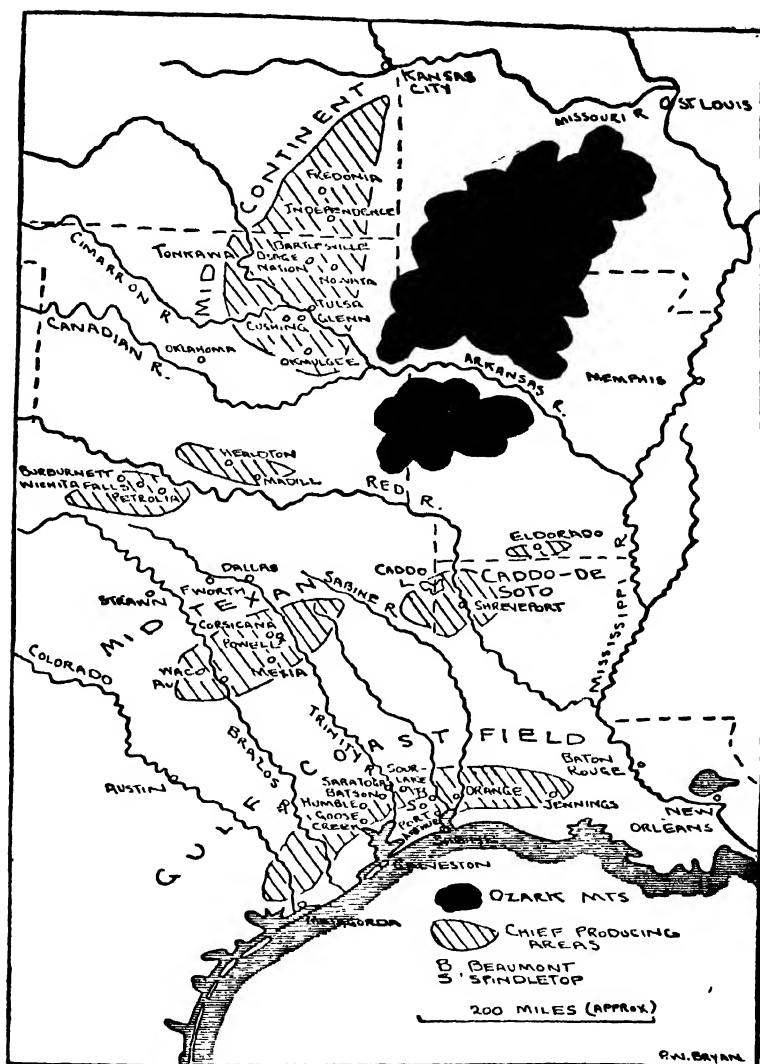 KANSAS
CITY
ST LOUIS
MISSOURI R
MID CONTINENT
FREDONIA
INDEPENDENCE
BARTLESVILLE
OSAGE
NATION
NOWATA
TONKAWA
CIMARRON R
TULSA
GLENN
CUSHING
OKMULGEE
CANADIAN R.
OKLAHOMA
ARKANSAS R.
MEMPHIS
HEALDTON
MADILL
BURBURNETT
WICHITA FALLS
PETROLIA
RED R.
ELDORADO
CADDO
CADDO-DE
SOTO
SHREVEPORT
MISSISSIPPI R
DALLAS
F WORTH
STRAWN
SABINE R
MID TEXAN
CORSICANA
POWELL
MEXIA
WACO
COLORADO
AUSTIN
BRAZOS R
TRINITY R
GULF COAST FIELD
SOUR-
LAKE
SARATOGA
BATSON
HUMBLE
GOOSE
CREEK
B
S
PORT
ARTHUR
SABINE
ORANGE
JENNINGS
BATON
ROUGE
NEW
ORLEANS
GALVESTON
MATAGORDA
OZARK MTS
CHIEF PRODUCING
AREAS
B. BEAUMONT
S. SPINDLETOP
200 MILES (APPROX)
P.W. BRYAN